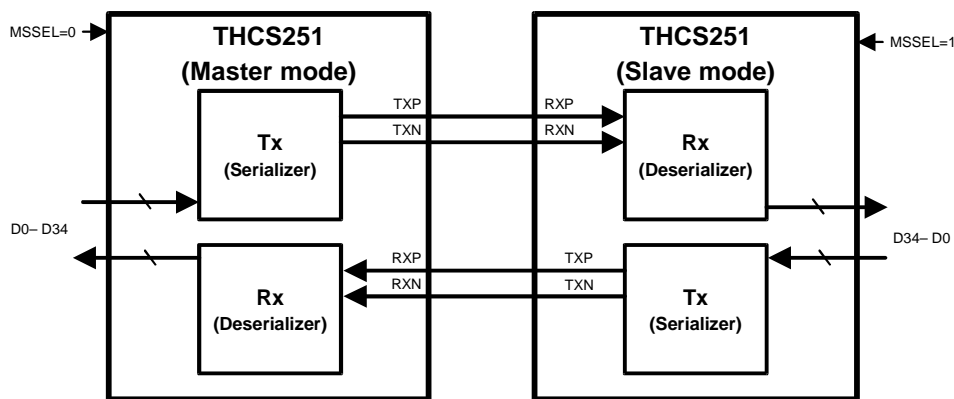 MSSEL=0
THCS251
(Master mode)
THCS251
(Slave mode)
MSSEL=1
TXP
TXN
RXP
RXN
Tx
(Serializer)
Rx
(Deserializer)
D0– D34
D34– D0
RXP
RXN
TXP
TXN
Rx
(Deserializer)
Tx
(Serializer)